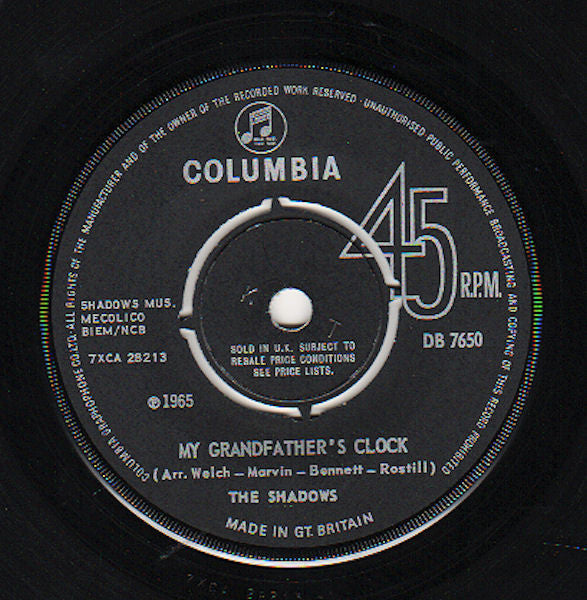 COLUMBIA GRAPHOPHONE CO. LTD. · ALL RIGHTS OF THE MANUFACTURER AND OF THE OWNER OF THE RECORDED WORK RESERVED · UNAUTHORISED PUBLIC PERFORMANCE BROADCASTING AND COPYING OF THIS RECORD PROHIBITED
COLUMBIA
45
R.P.M.
SHADOWS MUS.
MECOLICO
BIEM/NCB
7XCA 28213
DB 7650
K T
SOLD IN U.K. SUBJECT TO
RESALE PRICE CONDITIONS
SEE PRICE LISTS.
℗1965
MY GRANDFATHER'S CLOCK
(Arr. Welch – Marvin – Bennett – Rostill)
THE SHADOWS
MADE IN GT. BRITAIN